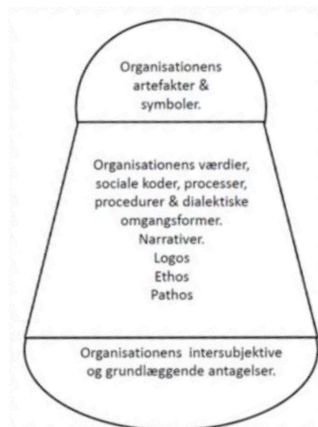 Organisationens
artefakter &
symboler.
Organisationens værdier,
sociale koder, processer,
procedurer & dialektiske
omgangsformer.
Narrativer.
Logos
Ethos
Pathos
Organisationens intersubjektive
og grundlæggende antagelser.